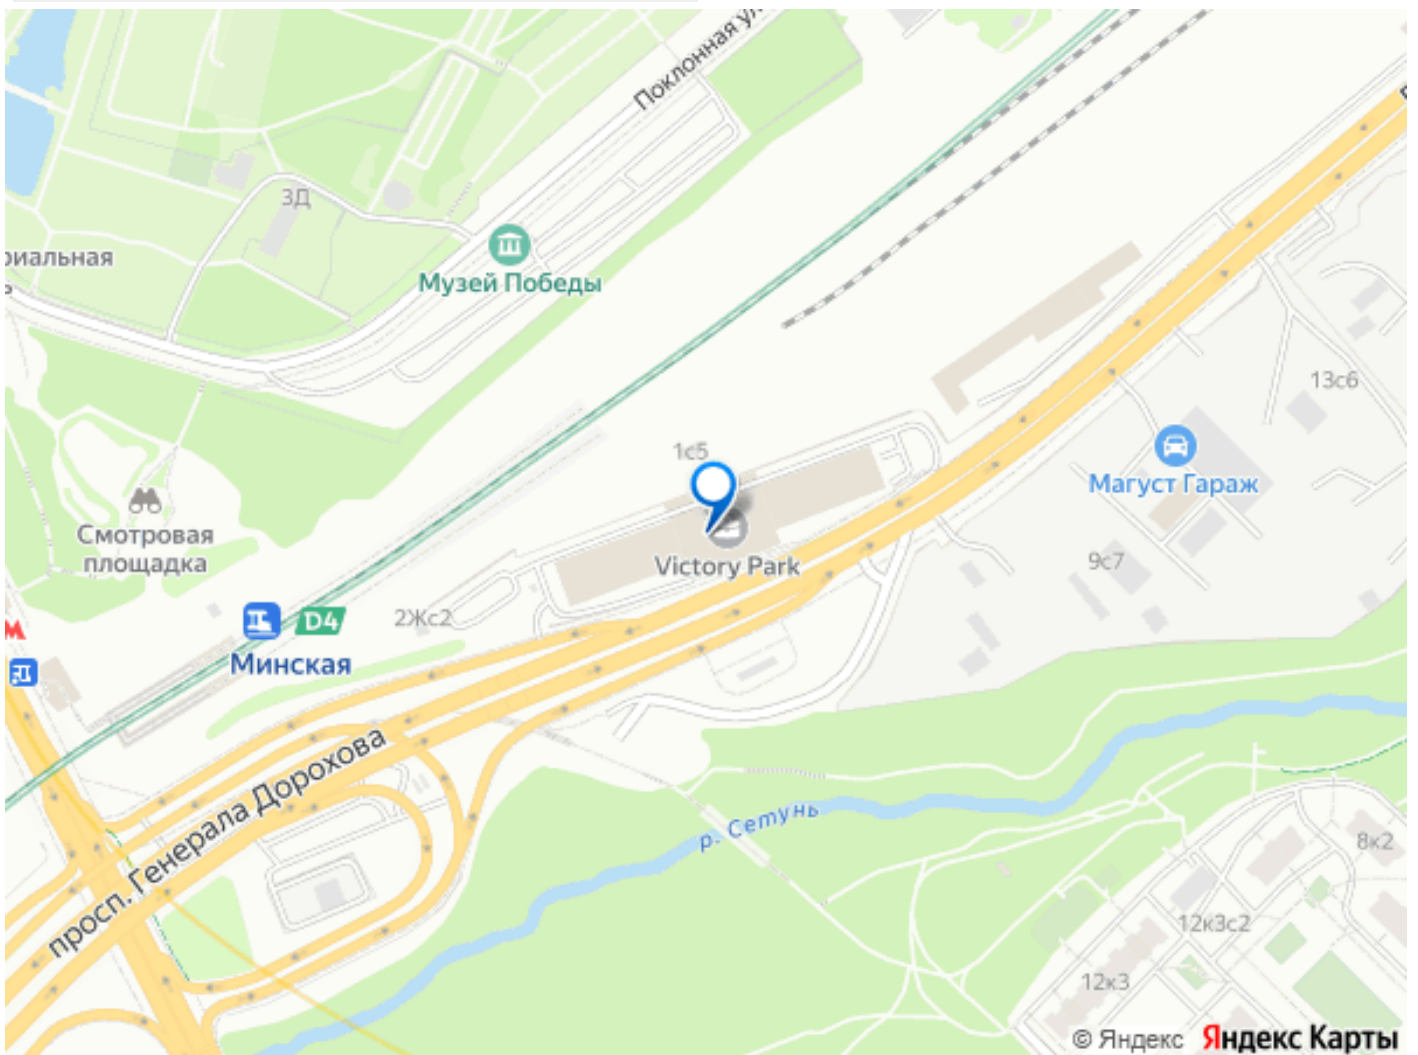 Поклонная ул.
3Д
Музей Победы
риальная
1с5
13с6
Магуст Гараж
Смотровая
площадка
Victory Park
9с7
2Жс2
D4
М
Минская
просп. Генерала Дорохова
р. Сетунь
8к2
12к3с2
12к3
© Яндекс Яндекс Карты